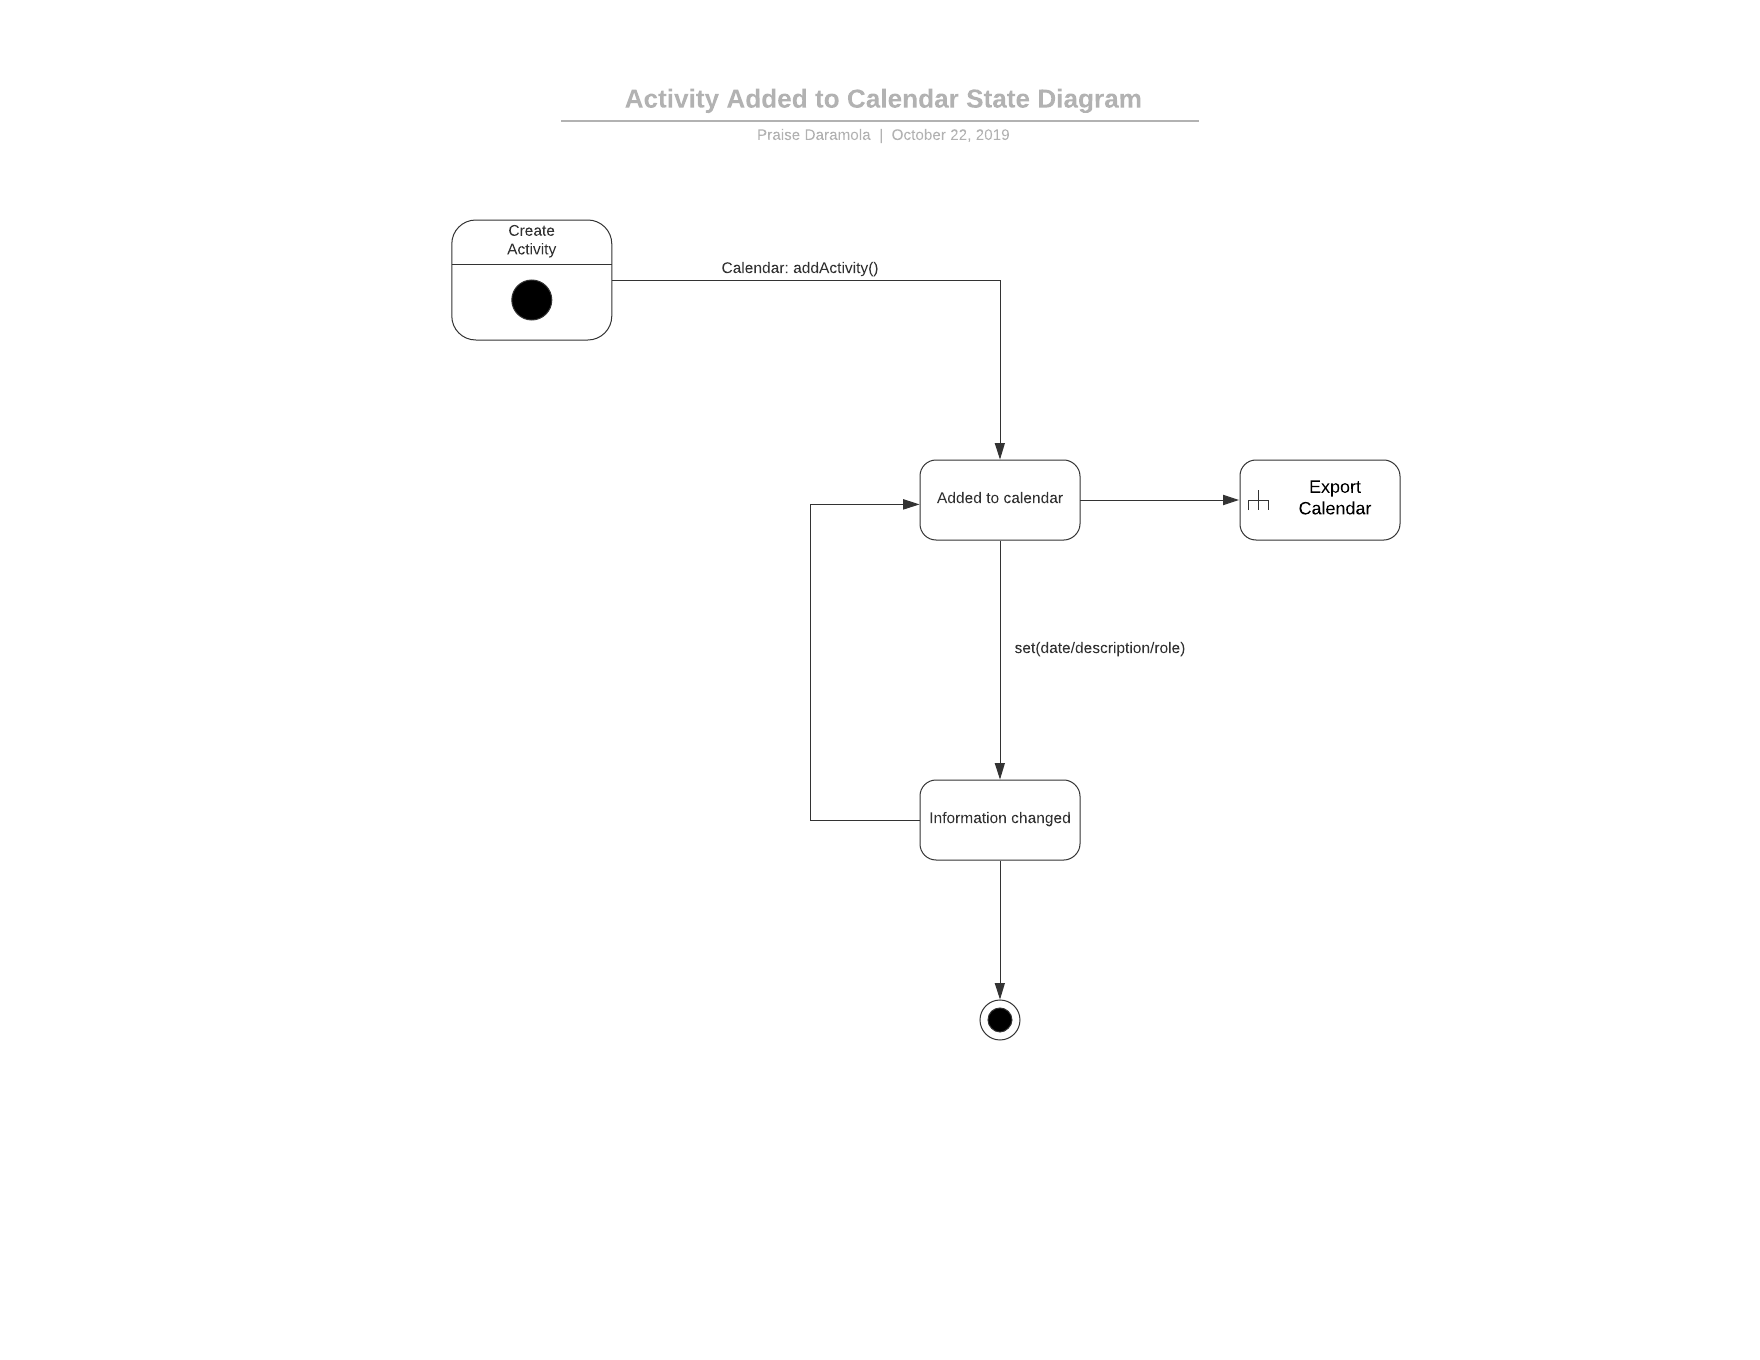 Activity Added to Calendar State Diagram
Praise Daramola | October 22, 2019
Create
Activity
Calendar: addActivity()
Added to calendar
Export
Calendar
set(date/description/role)
Information changed